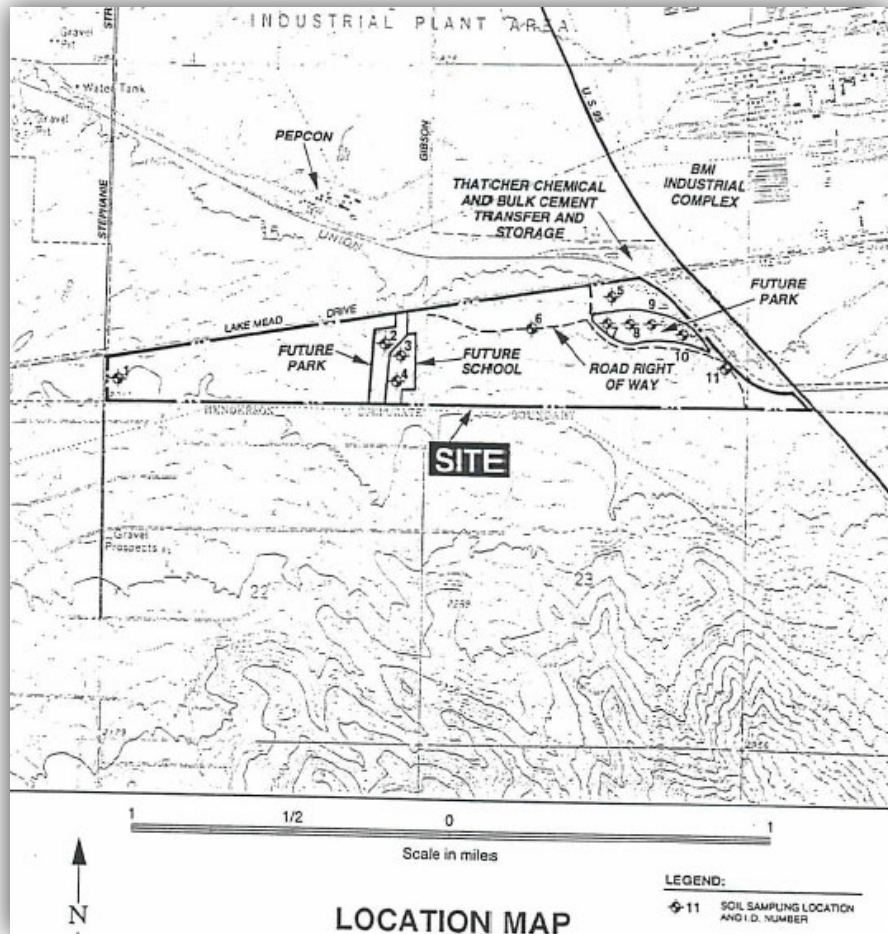 INDUSTRIAL PLANT AREA
Gravel
Pit
Water Tank
Gravel
Pit
STEPHANIE
PEPCON
GIBSON
U S 95
BMI
INDUSTRIAL
COMPLEX
THATCHER CHEMICAL
AND BULK CEMENT
TRANSFER AND
STORAGE
UNION
LAKE MEAD DRIVE
FUTURE
PARK
FUTURE
PARK
FUTURE
SCHOOL
ROAD RIGHT
OF WAY
1
2
3
4
5
6
7
8
9
10
11
HENDERSON CORPORATE BOUNDARY
SITE
Gravel
Prospects
22
23
1 1/2 0 1
Scale in miles
N
LOCATION MAP
LEGEND:
11 SOIL SAMPLING LOCATION
AND I.D. NUMBER